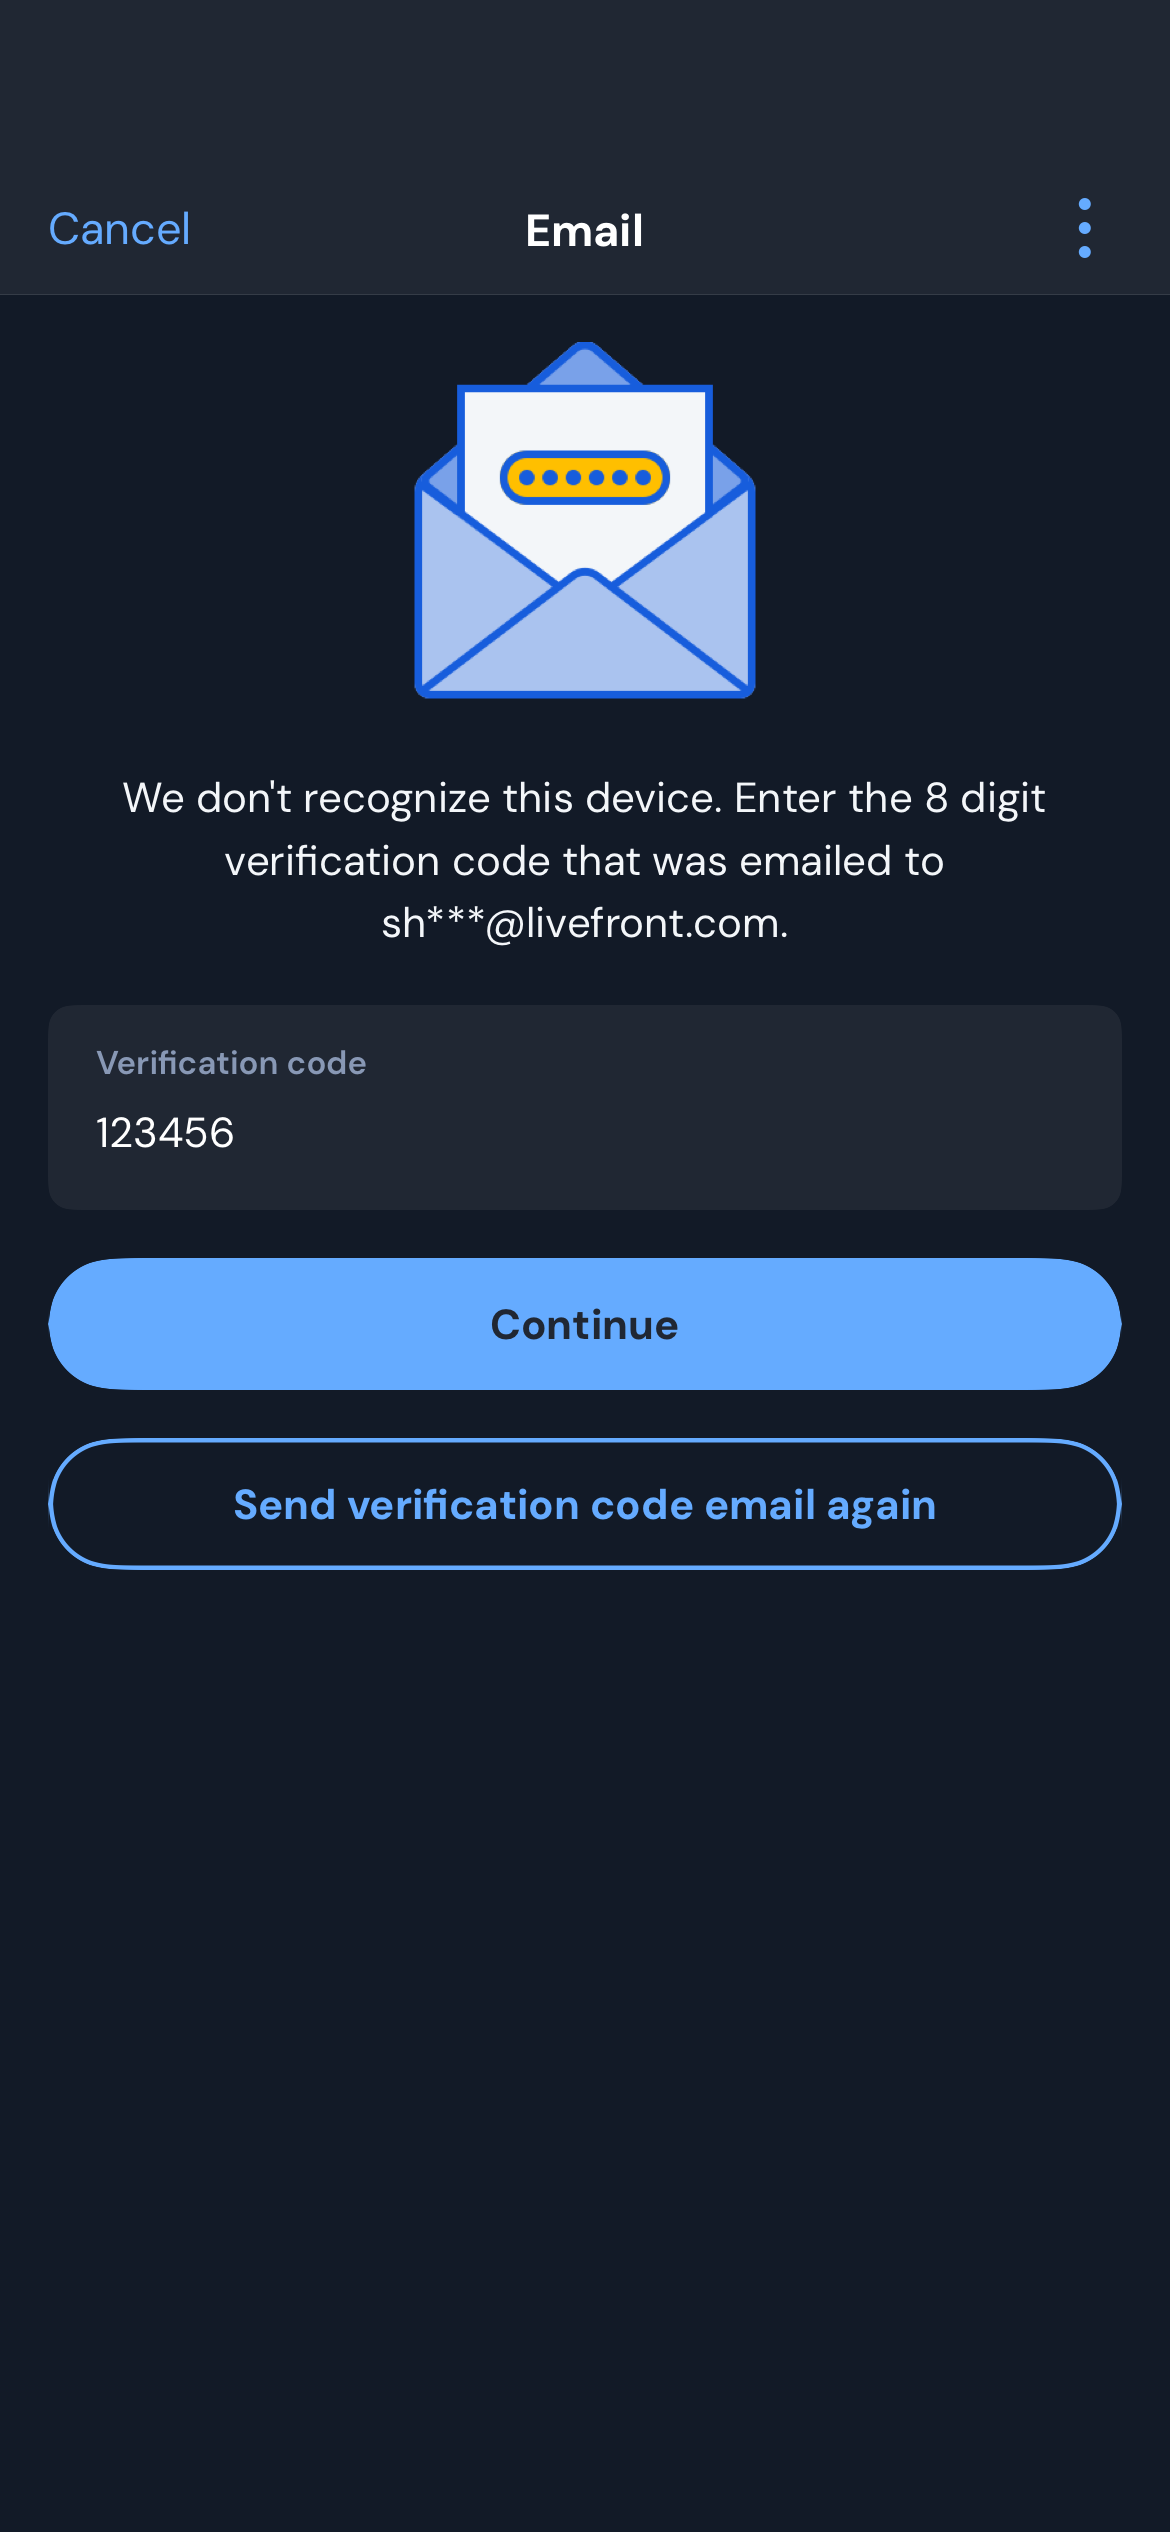 Cancel
Email
We don't recognize this device. Enter the 8 digit
verification code that was emailed to
sh***@livefront.com.
Verification code
123456
Continue
Send verification code email again